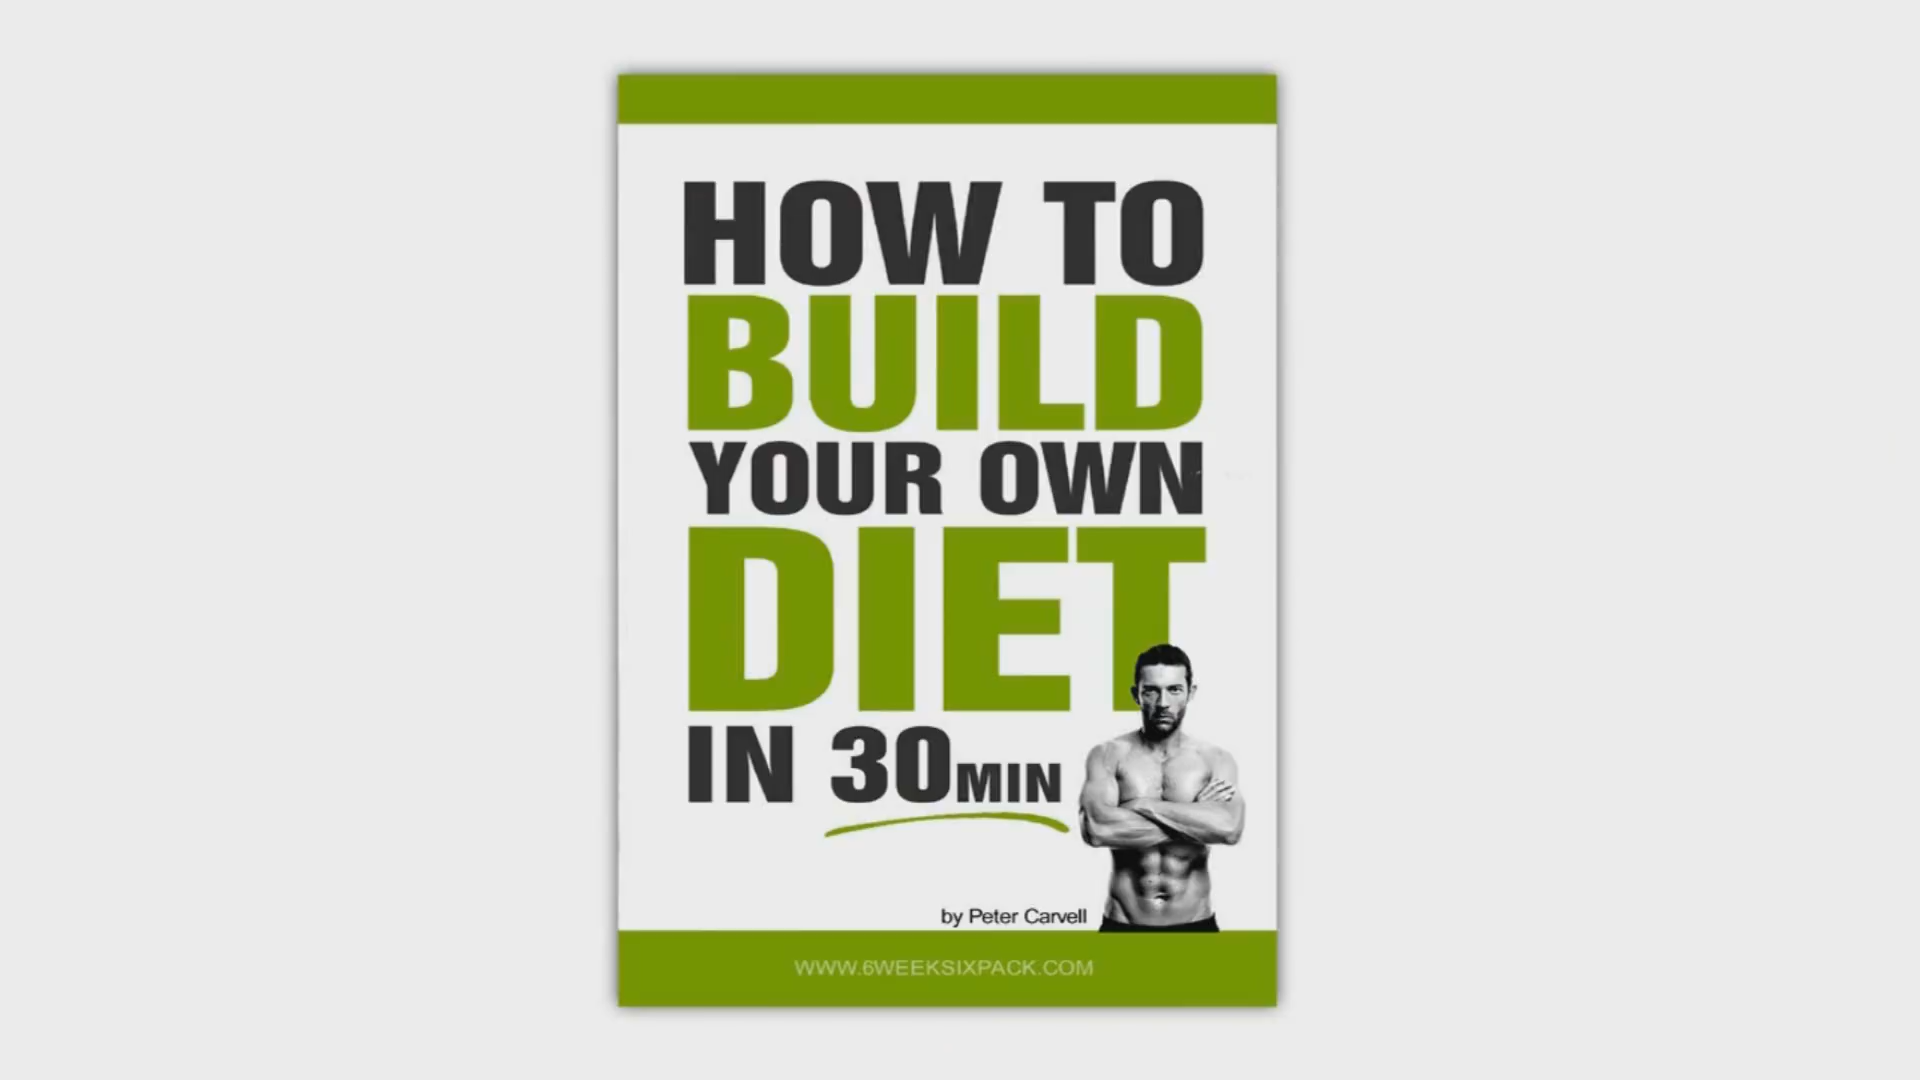 HOW TO
BUILD
YOUR OWN
DIET
IN 30MIN
by Peter Carvell
WWW.6WEEKSIXPACK.COM